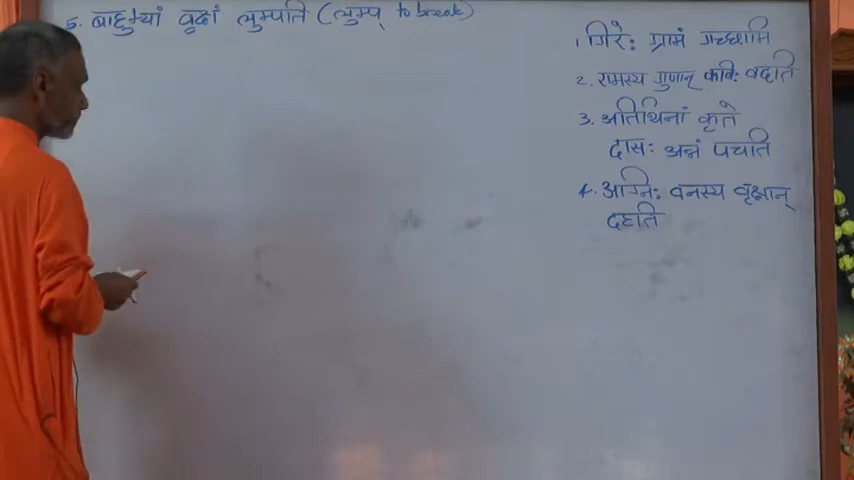 5. बाहुभ्यां वृक्षं लुम्पति (लुम्प् to break)
1. गिरेः ग्रामं गच्छामि
2. रामस्य गुणान् कविः वदति
3. अतिथिनां कृते
दासः अन्नं पचति
4. अग्निः वनस्य वृक्षान्
दहति